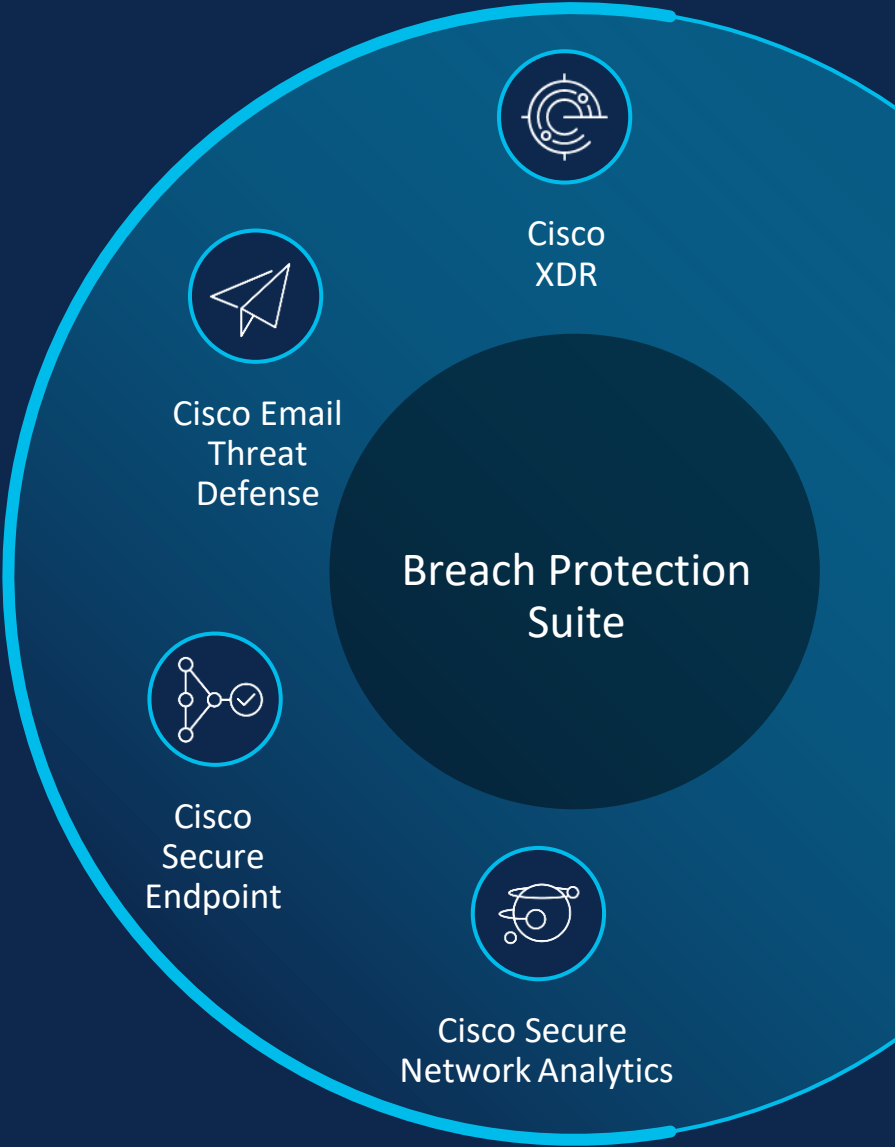 Cisco
XDR
Cisco Email
Threat
Defense
Breach Protection
Suite
Cisco
Secure
Endpoint
Cisco Secure
Network Analytics